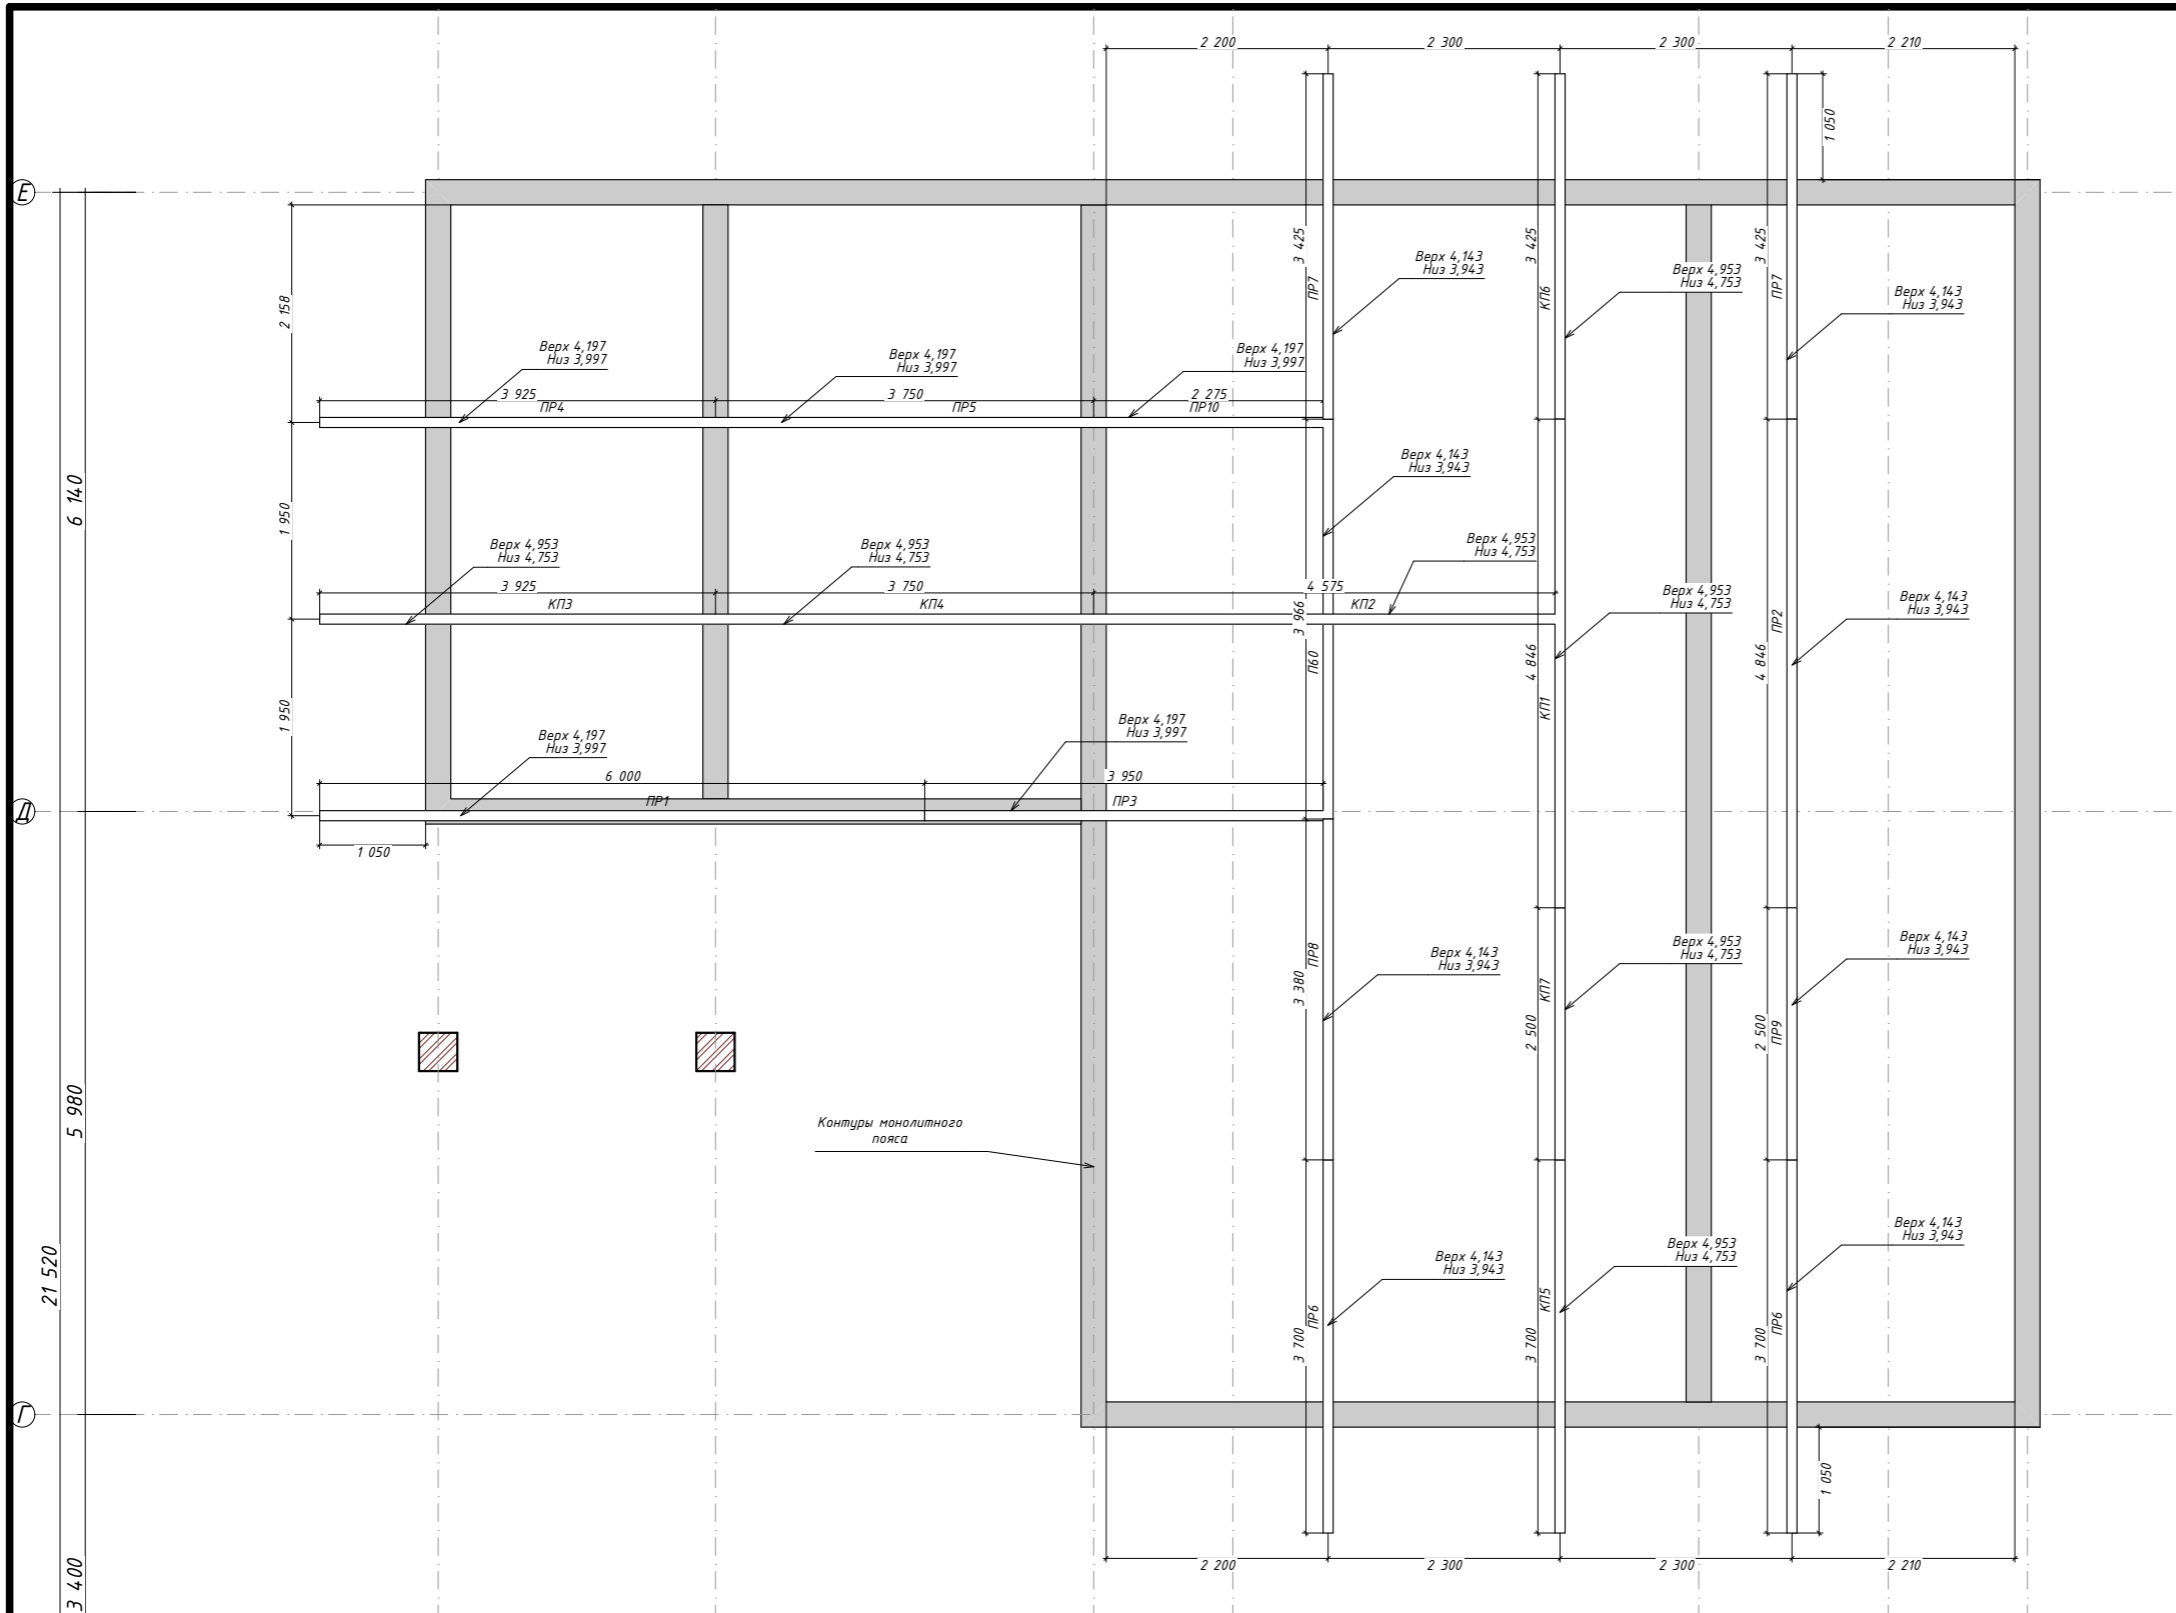 2 200
2 300
2 300
2 210
1 050
Е
3 425
ПР7
3 425
КП6
3 425
ПР7
Верх 4,143
Низ 3,943
Верх 4,953
Низ 4,753
Верх 4,143
Низ 3,943
2 158
Верх 4,197
Низ 3,997
Верх 4,197
Низ 3,997
Верх 4,197
Низ 3,997
3 925
ПР4
3 750
ПР5
2 275
ПР10
6 140
1 950
Верх 4,143
Низ 3,943
Верх 4,953
Низ 4,753
Верх 4,953
Низ 4,753
Верх 4,953
Низ 4,753
3 925
КП3
3 750
КП4
4 575
КП2
3 966
П60
4 846
КП1
4 846
ПР2
Верх 4,953
Низ 4,753
Верх 4,143
Низ 3,943
1 950
Верх 4,197
Низ 3,997
Верх 4,197
Низ 3,997
6 000
ПР1
3 950
ПР3
Д
1 050
3 380
ПР8
2 500
КП7
2 500
ПР9
Верх 4,143
Низ 3,943
Верх 4,953
Низ 4,753
Верх 4,143
Низ 3,943
5 980
Контуры монолитного
пояса
21 520
Верх 4,143
Низ 3,943
Верх 4,953
Низ 4,753
Верх 4,143
Низ 3,943
3 700
ПР6
3 700
КП5
3 700
ПР6
Г
1 050
3 400
2 200
2 300
2 300
2 210